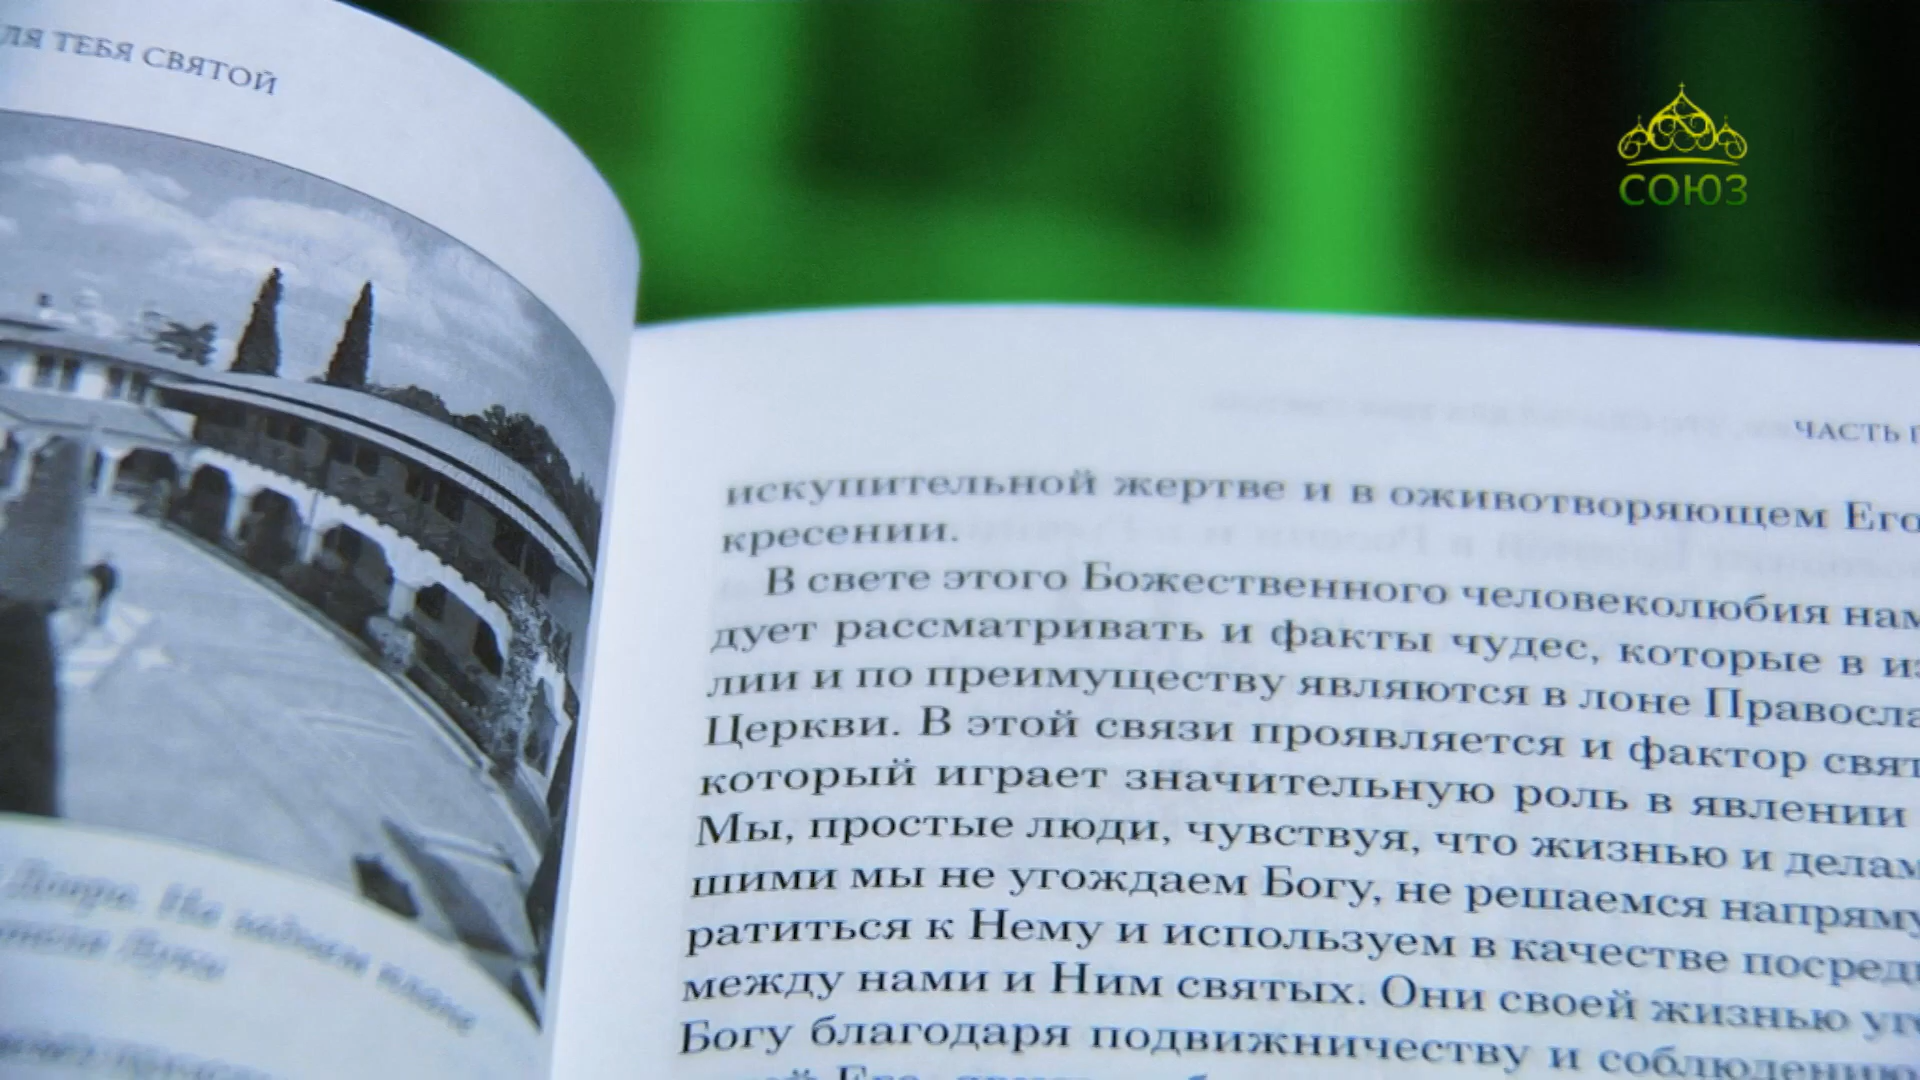 ЛЯ ТЕБЯ СВЯТОЙ
СОЮЗ
ЧАСТЬ П
искупительной жертве и в оживотворяющем Его
кресении.
В свете этого Божественного человеколюбия нам
дует рассматривать и факты чудес, которые в из
лии и по преимуществу являются в лоне Правосла
Церкви. В этой связи проявляется и фактор свят
который играет значительную роль в явлении
Мы, простые люди, чувствуя, что жизнью и делам
шими мы не угождаем Богу, не решаемся напряму
ратиться к Нему и используем в качестве посред
между нами и Ним святых. Они своей жизнью уг
Богу благодаря подвижничеству и соблюдению